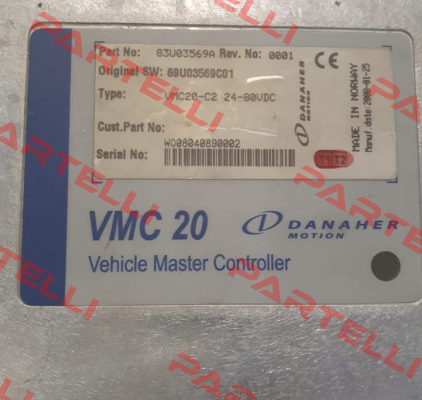 Part No: 83U03569A Rev. No: 0001
Original SW: 69U03569C01
Type: VMC20-C2 24-80VDC
Cust.Part No:
Serial No: WO08040890002
DANAHER
MOTION
CE
MADE IN NORWAY
Manuf.date:2008-01-25
T1 T2
VMC 20
DANAHER
MOTION
Vehicle Master Controller
PARTELLI
PARTELLI
PARTELLI
PARTELLI
PARTELLI